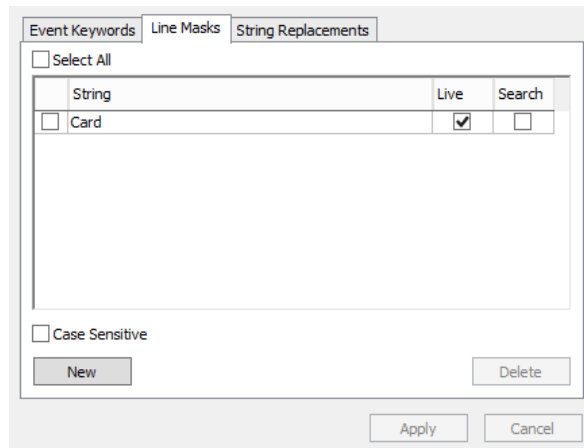 Event Keywords Line Masks String Replacements
Select All
String Live Search
Card
Case Sensitive
New Delete
Apply Cancel